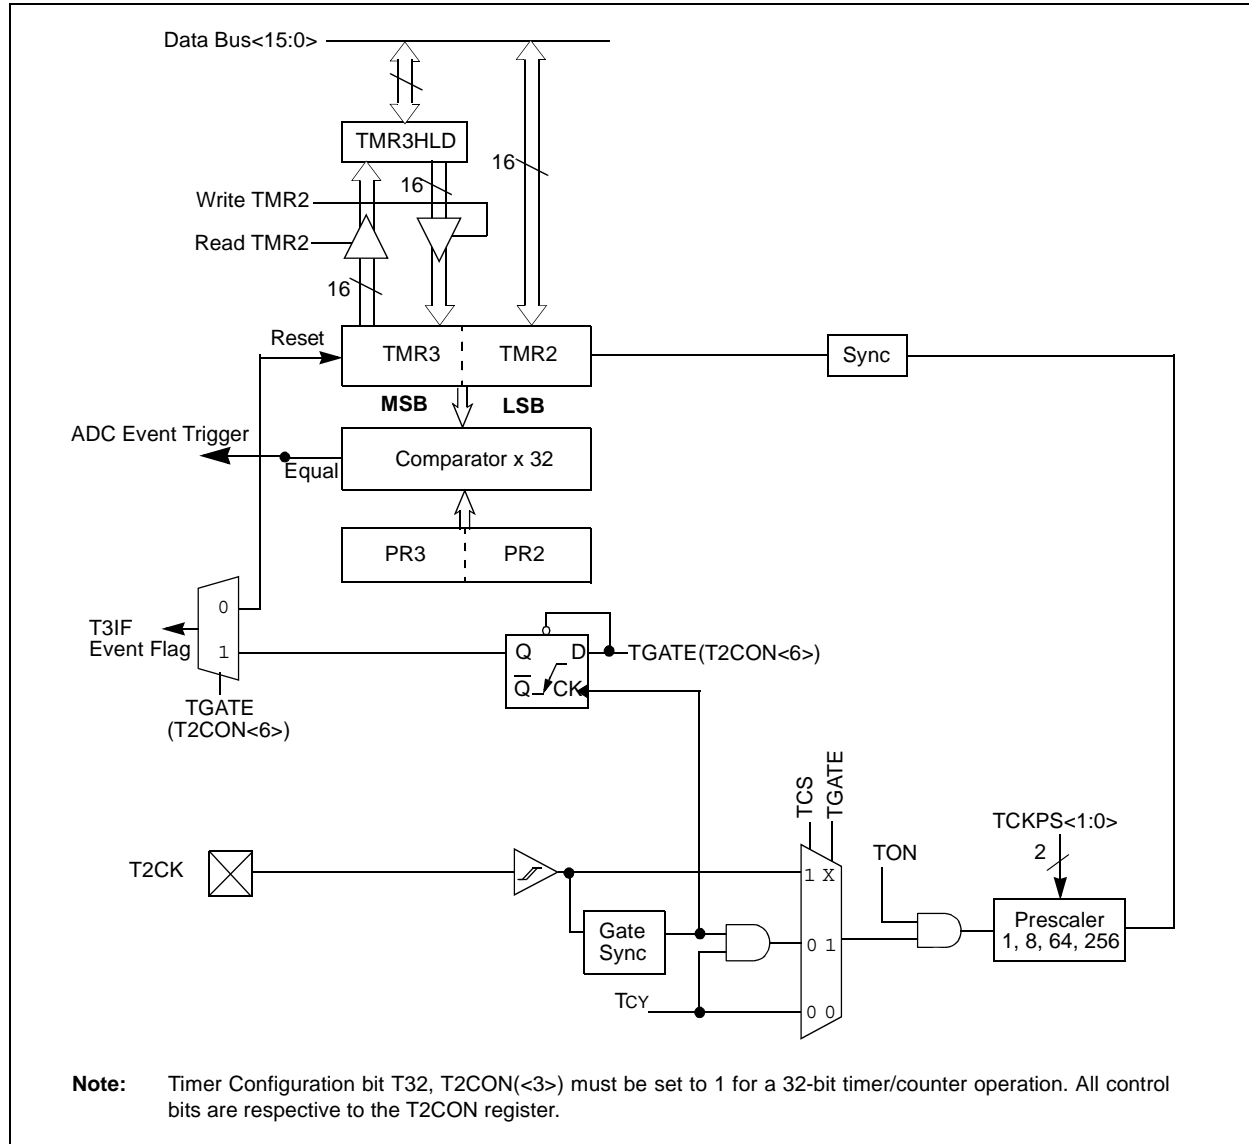 Data Bus<15:0>
TMR3HLD
16
16
Write TMR2
Read TMR2
16
Reset
TMR3
TMR2
Sync
MSB
LSB
ADC Event Trigger
Equal
Comparator x 32
PR3
PR2
0
T3IF
Event Flag
1
Q
D
TGATE(T2CON<6>)
Q
CK
TGATE
(T2CON<6>)
TCS
TGATE
TCKPS<1:0>
2
TON
T2CK
1 X
Prescaler
1, 8, 64, 256
Gate
Sync
0 1
TCY
0 0
Note: Timer Configuration bit T32, T2CON(<3>) must be set to 1 for a 32-bit timer/counter operation. All control
bits are respective to the T2CON register.